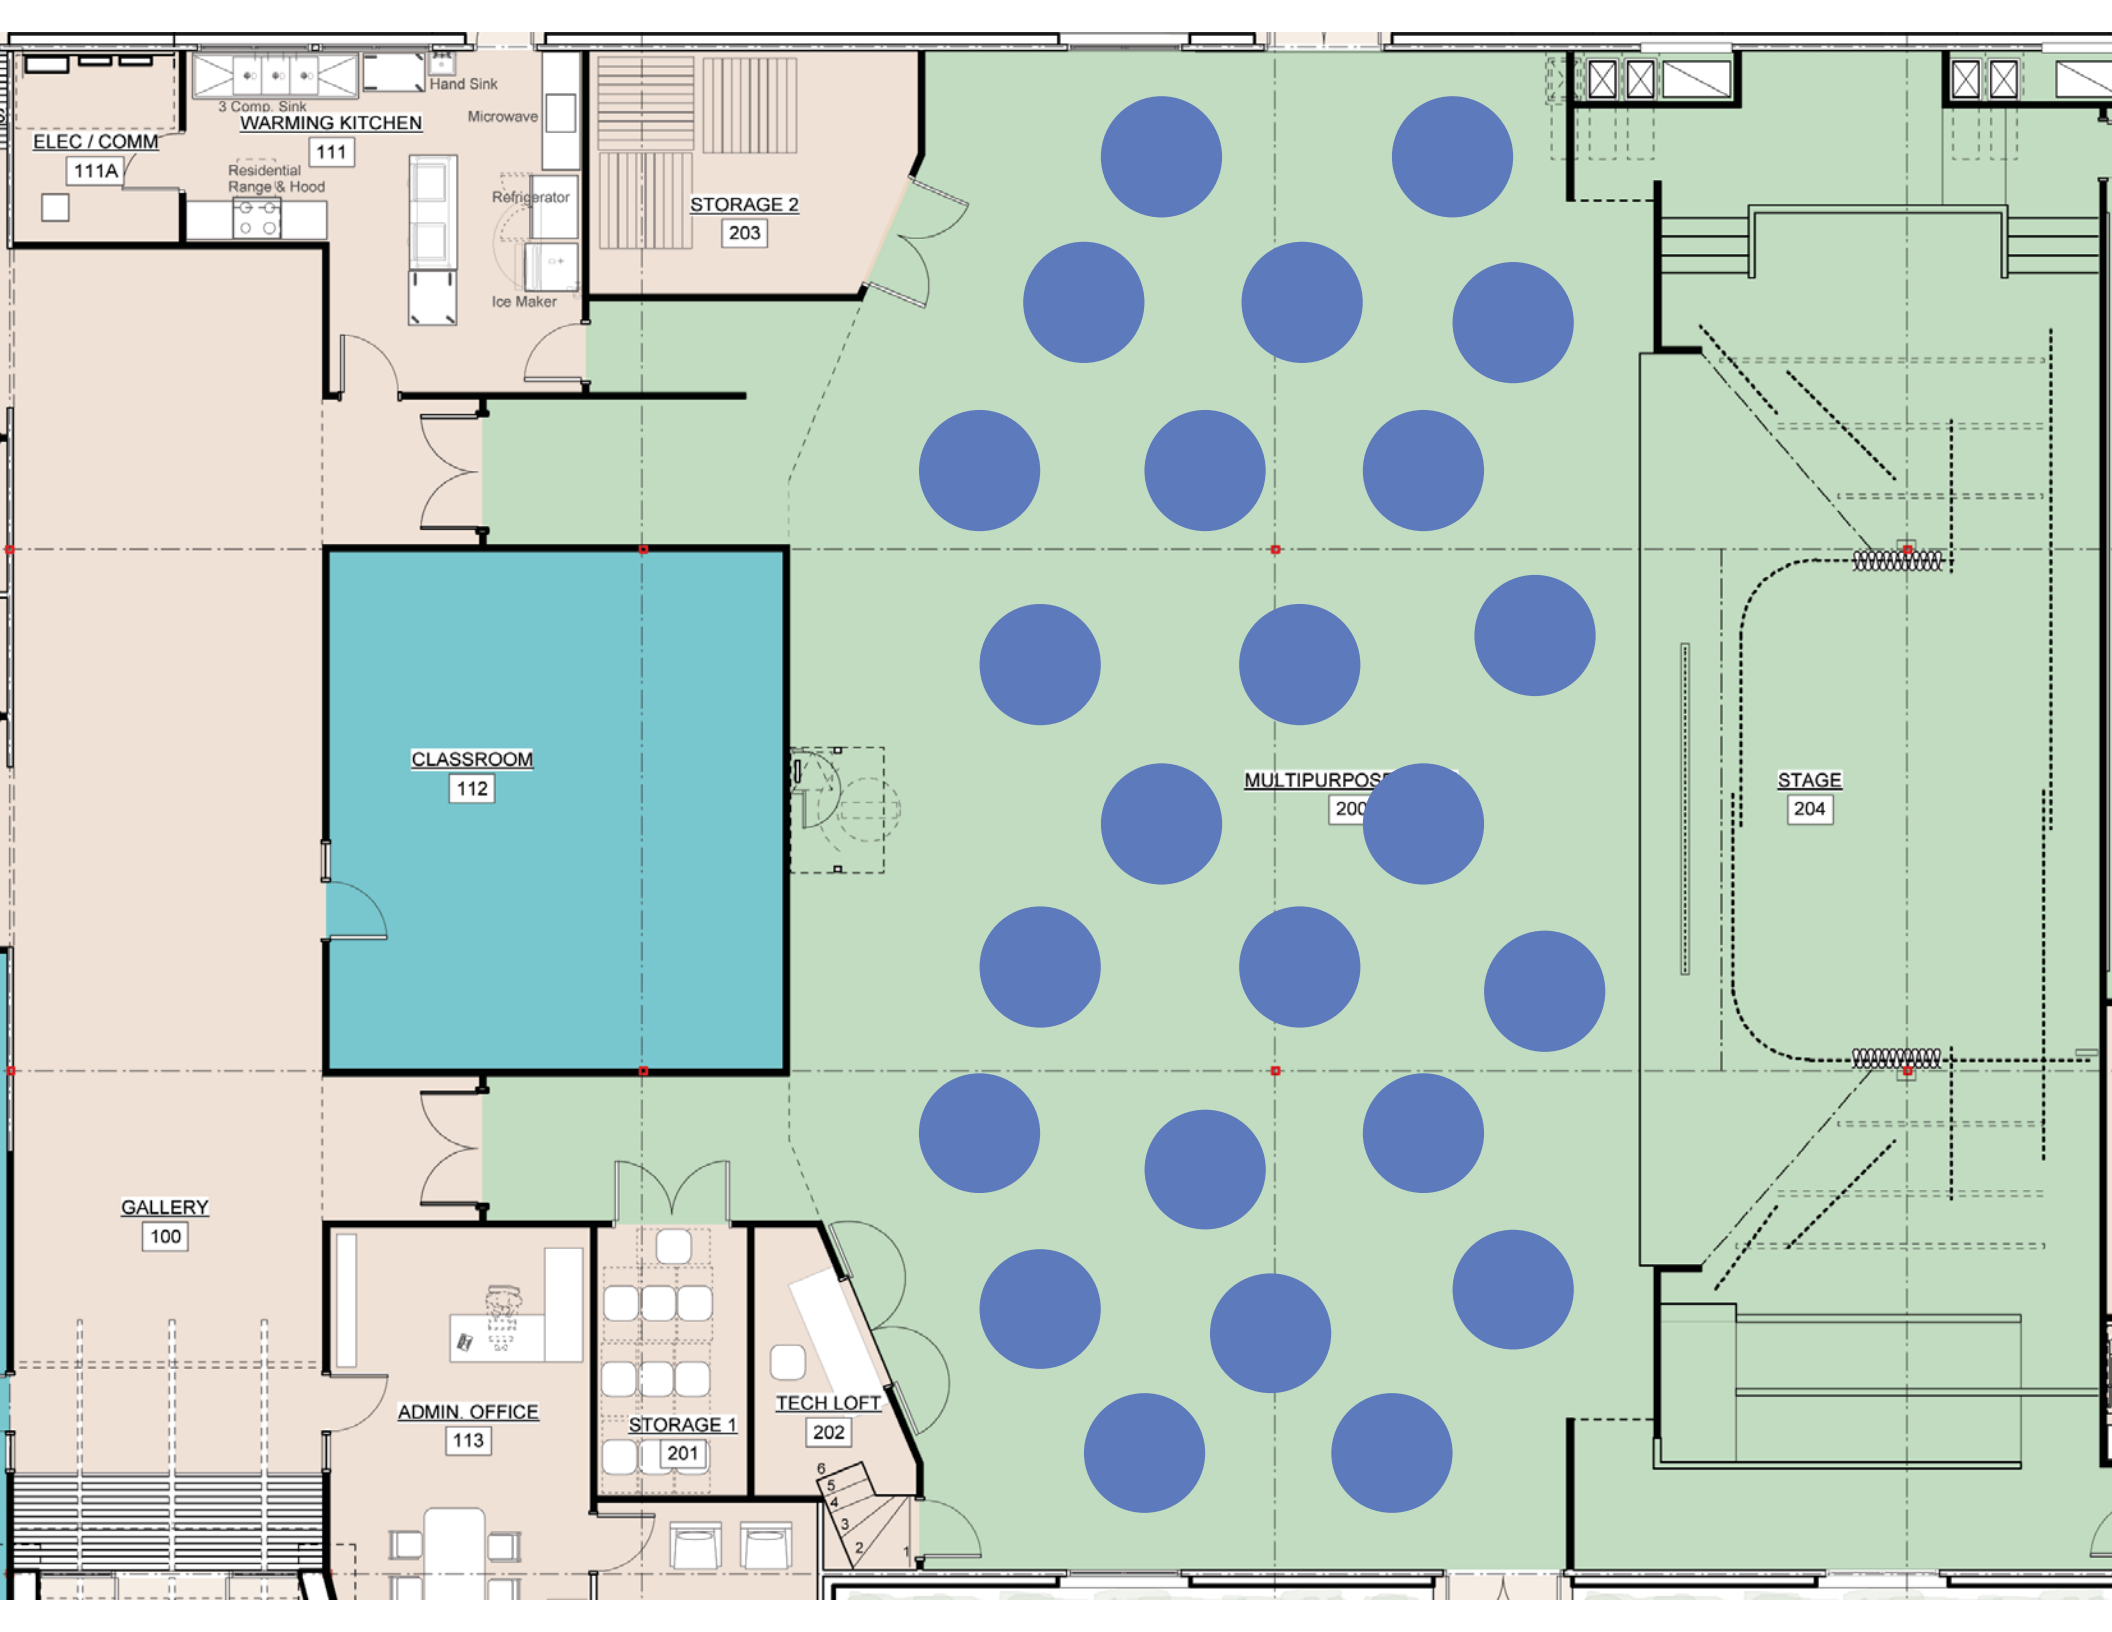 Hand Sink
3 Comp. Sink
WARMING KITCHEN
111
Microwave
ELEC / COMM
111A
Residential
Range & Hood
Refrigerator
Ice Maker
STORAGE 2
203
CLASSROOM
112
MULTIPURPOS
200
STAGE
204
GALLERY
100
ADMIN. OFFICE
113
STORAGE 1
201
TECH LOFT
202
6
5
4
3
2
1